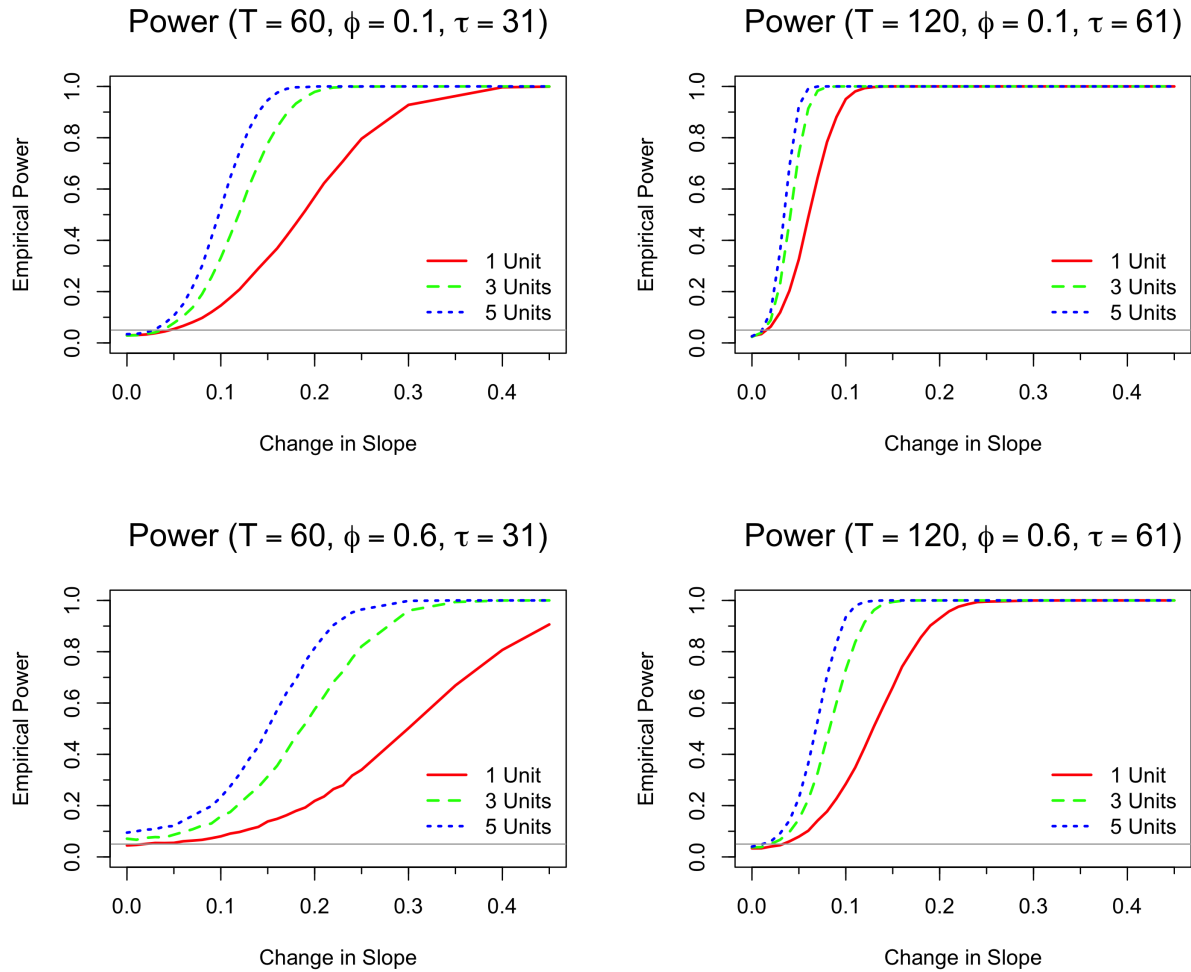 Power (T = 60, ϕ = 0.1, τ = 31)
Empirical Power
1.0
0.8
0.6
0.4
0.2
0.0
1 Unit
3 Units
5 Units
0.0 0.1 0.2 0.3 0.4
Change in Slope
Power (T = 120, ϕ = 0.1, τ = 61)
Empirical Power
1.0
0.8
0.6
0.4
0.2
0.0
1 Unit
3 Units
5 Units
0.0 0.1 0.2 0.3 0.4
Change in Slope
Power (T = 60, ϕ = 0.6, τ = 31)
Empirical Power
1.0
0.8
0.6
0.4
0.2
0.0
1 Unit
3 Units
5 Units
0.0 0.1 0.2 0.3 0.4
Change in Slope
Power (T = 120, ϕ = 0.6, τ = 61)
Empirical Power
1.0
0.8
0.6
0.4
0.2
0.0
1 Unit
3 Units
5 Units
0.0 0.1 0.2 0.3 0.4
Change in Slope